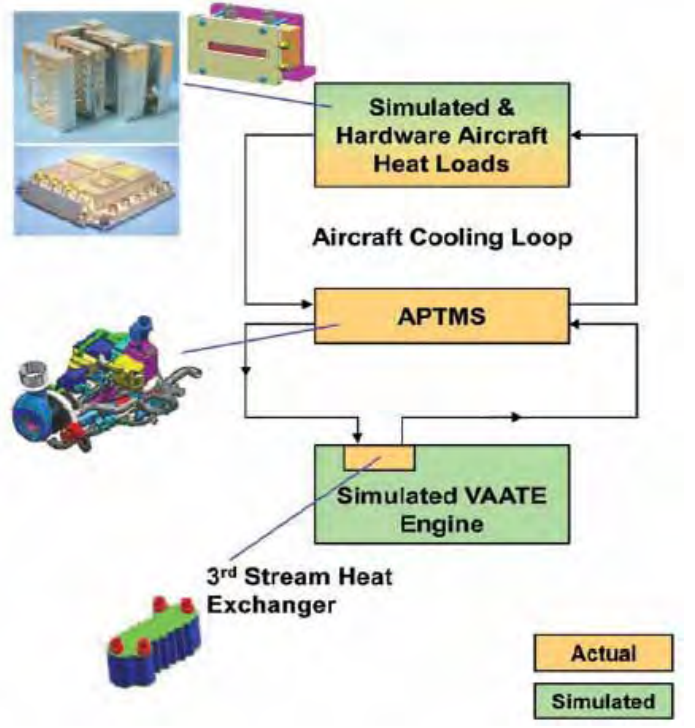 Simulated &
Hardware Aircraft
Heat Loads
Aircraft Cooling Loop
APTMS
Simulated VAATE
Engine
3rd Stream Heat
Exchanger
Actual
Simulated